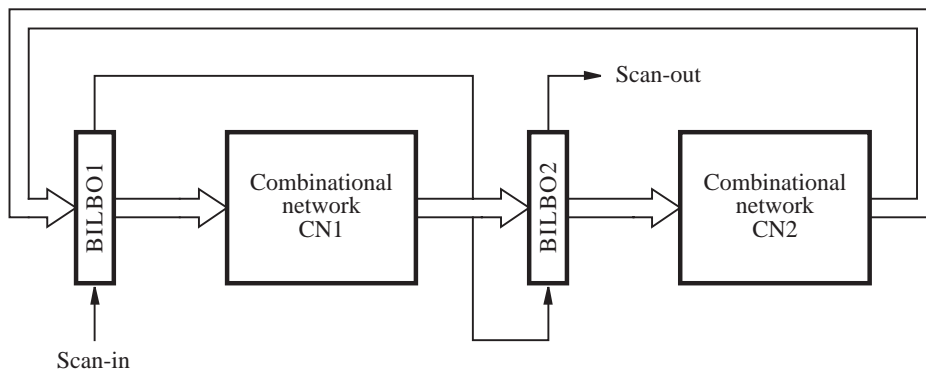 Scan-out
BILBO1
Combinational
network
CN1
BILBO2
Combinational
network
CN2
Scan-in